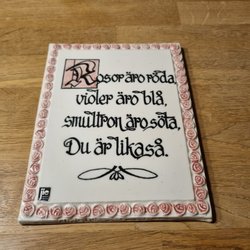 Rosor äro röda,
violer äro blå,
smultron äro söta,
Du är likaså.